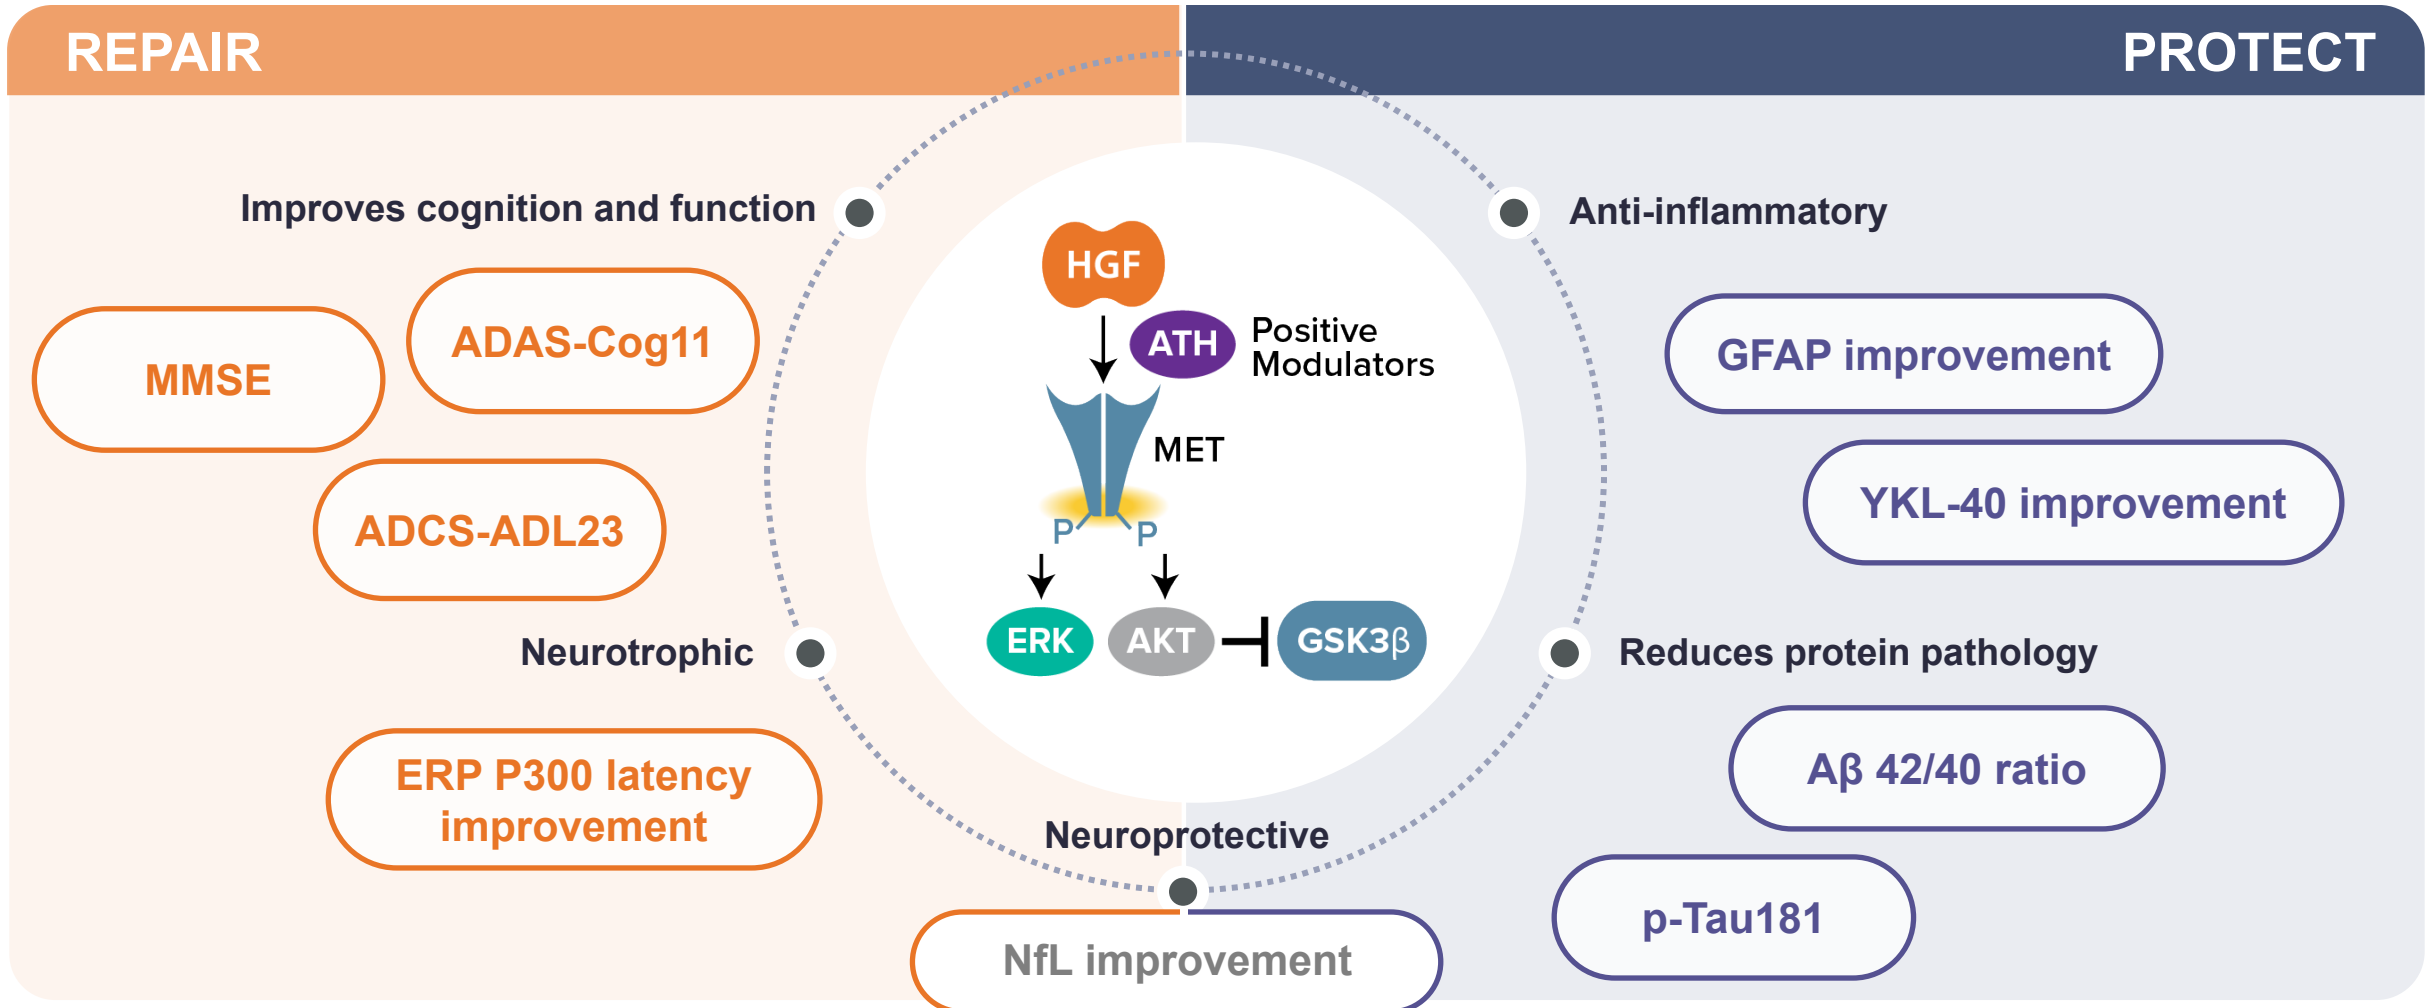 REPAIR
PROTECT
Improves cognition and function
MMSE
ADAS-Cog11
ADCS-ADL23
Neurotrophic
ERP P300 latency
improvement
HGF
ATH
Positive
Modulators
MET
P
P
ERK
AKT
GSK3β
Neuroprotective
NfL improvement
Anti-inflammatory
GFAP improvement
YKL-40 improvement
Reduces protein pathology
Aβ 42/40 ratio
p-Tau181